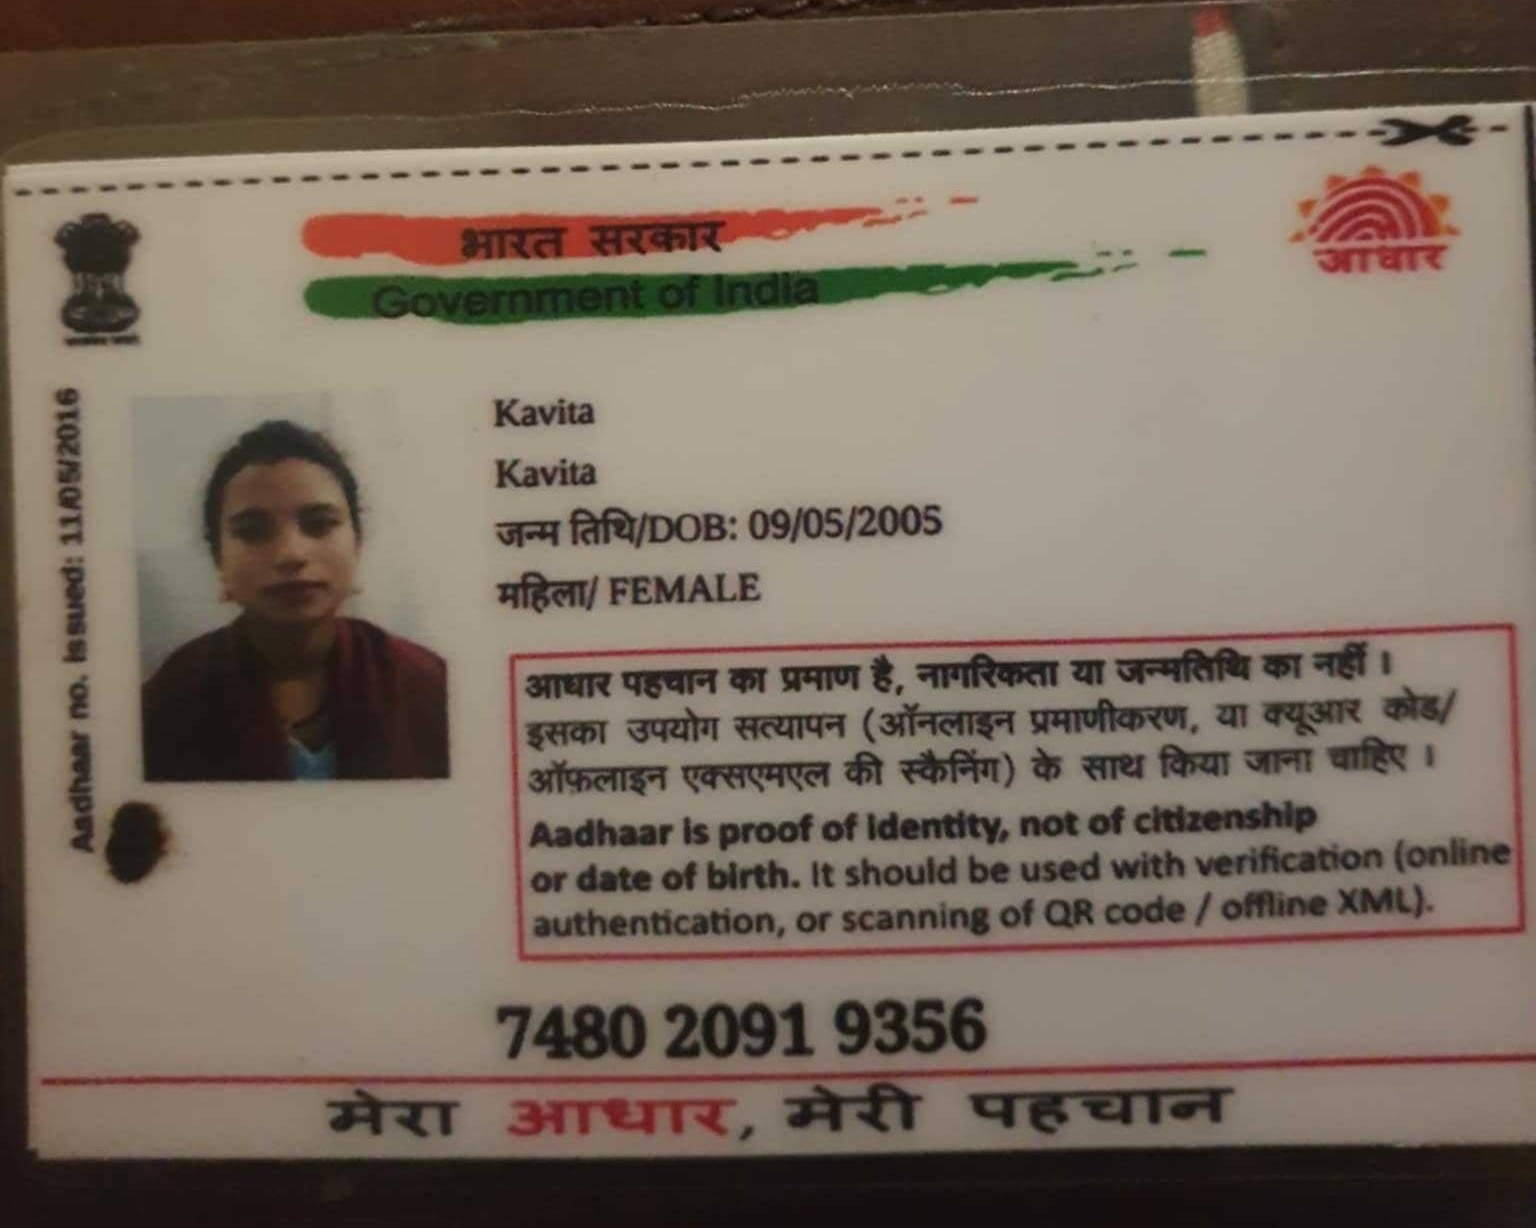 भारत सरकार
Government of India
आधार
Aadhaar no. issued: 11/05/2016
Kavita
Kavita
जन्म तिथि/DOB: 09/05/2005
महिला/ FEMALE
आधार पहचान का प्रमाण है, नागरिकता या जन्मतिथि का नहीं ।
इसका उपयोग सत्यापन (ऑनलाइन प्रमाणीकरण, या क्यूआर कोड/
ऑफ़लाइन एक्सएमएल की स्कैनिंग) के साथ किया जाना चाहिए ।
Aadhaar is proof of identity, not of citizenship
or date of birth. It should be used with verification (online
authentication, or scanning of QR code / offline XML).
7480 2091 9356
मेरा आधार, मेरी पहचान